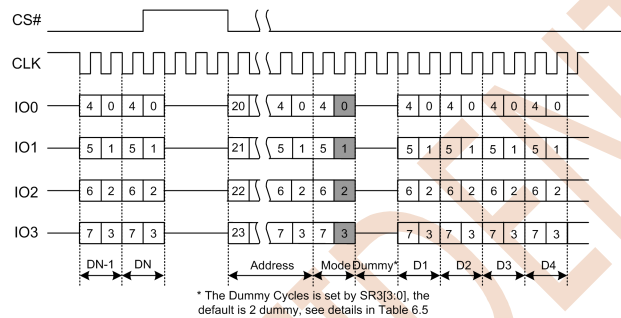 CS#
CLK
IO0 4 0 4 0 20 4 0 4 0 4 0 4 0 4 0 4 0
IO1 5 1 5 1 21 5 1 5 1 5 1 5 1 5 1 5 1
IO2 6 2 6 2 22 6 2 6 2 6 2 6 2 6 2 6 2
IO3 7 3 7 3 23 7 3 7 3 7 3 7 3 7 3 7 3
DN-1 DN Address Mode Dummy* D1 D2 D3 D4
* The Dummy Cycles is set by SR3[3:0], the
default is 2 dummy, see details in Table 6.5